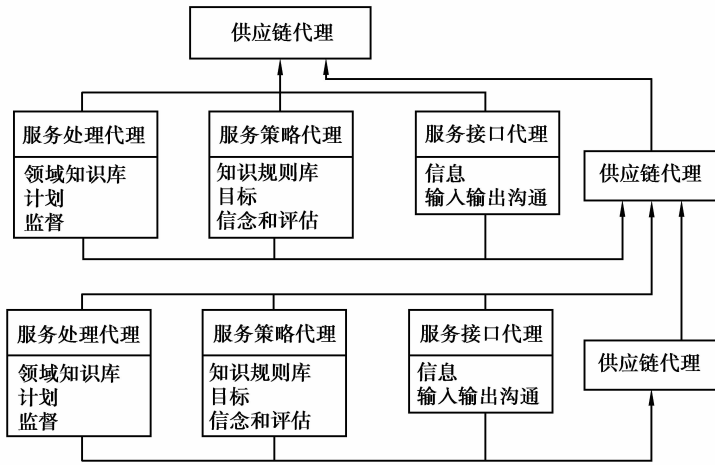 供应链代理
服务处理代理
领域知识库
计划
监督
服务策略代理
知识规则库
目标
信念和评估
服务接口代理
信息
输入输出沟通
供应链代理
服务处理代理
领域知识库
计划
监督
服务策略代理
知识规则库
目标
信念和评估
服务接口代理
信息
输入输出沟通
供应链代理